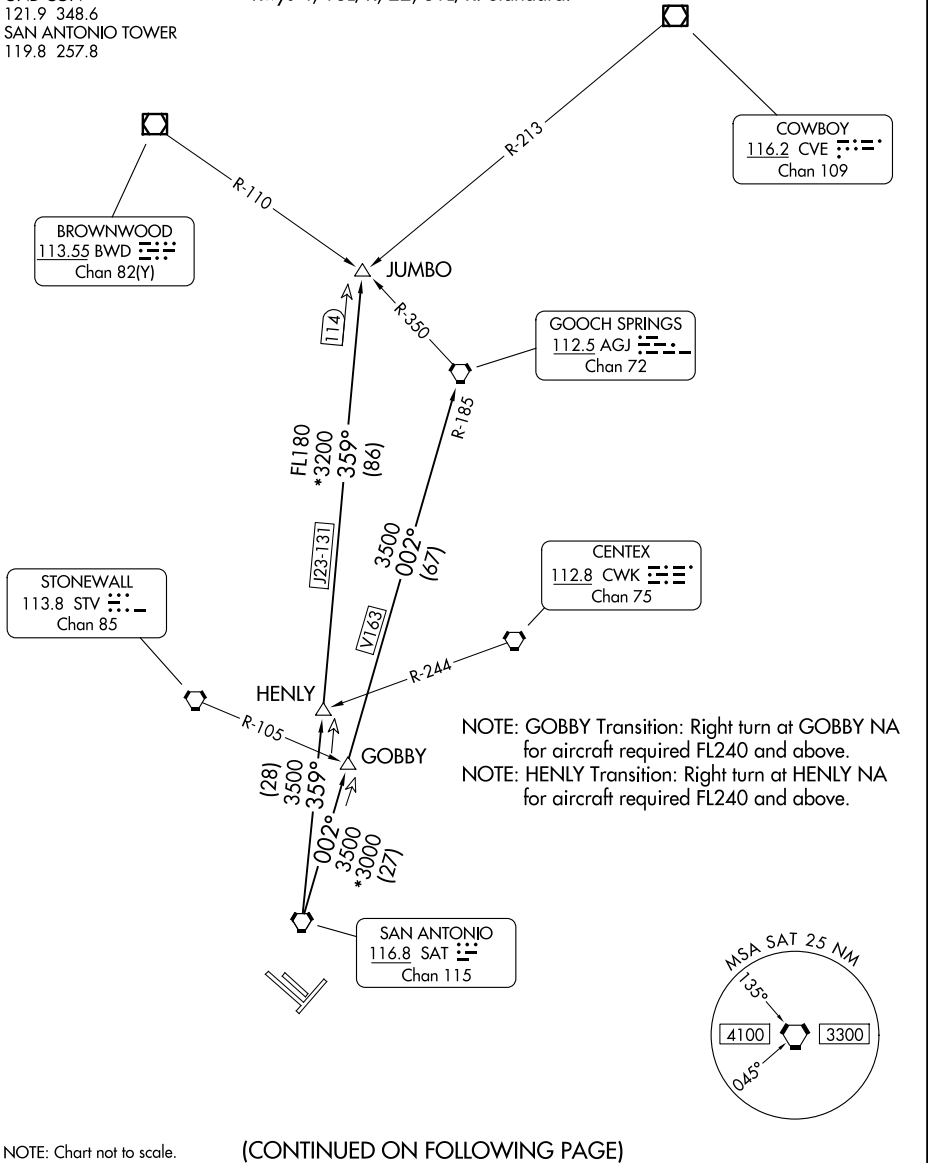 121.9 348.6
SAN ANTONIO TOWER
119.8 257.8
COWBOY
116.2 CVE
Chan 109
R-213
R-110
BROWNWOOD
113.55 BWD
Chan 82(Y)
JUMBO
114
R-350
GOOCH SPRINGS
112.5 AGJ
Chan 72
R-185
FL180
*3200
359°
(86)
3500
002°
(67)
J23-131
V163
CENTEX
112.8 CWK
Chan 75
STONEWALL
113.8 STV
Chan 85
R-244
HENLY
R-105
GOBBY
NOTE: GOBBY Transition: Right turn at GOBBY NA
for aircraft required FL240 and above.
NOTE: HENLY Transition: Right turn at HENLY NA
for aircraft required FL240 and above.
(28)
3500
359°
002°
3500
*3000
(27)
SAN ANTONIO
116.8 SAT
Chan 115
MSA SAT 25 NM
135°
4100
3300
045°
NOTE: Chart not to scale.
(CONTINUED ON FOLLOWING PAGE)